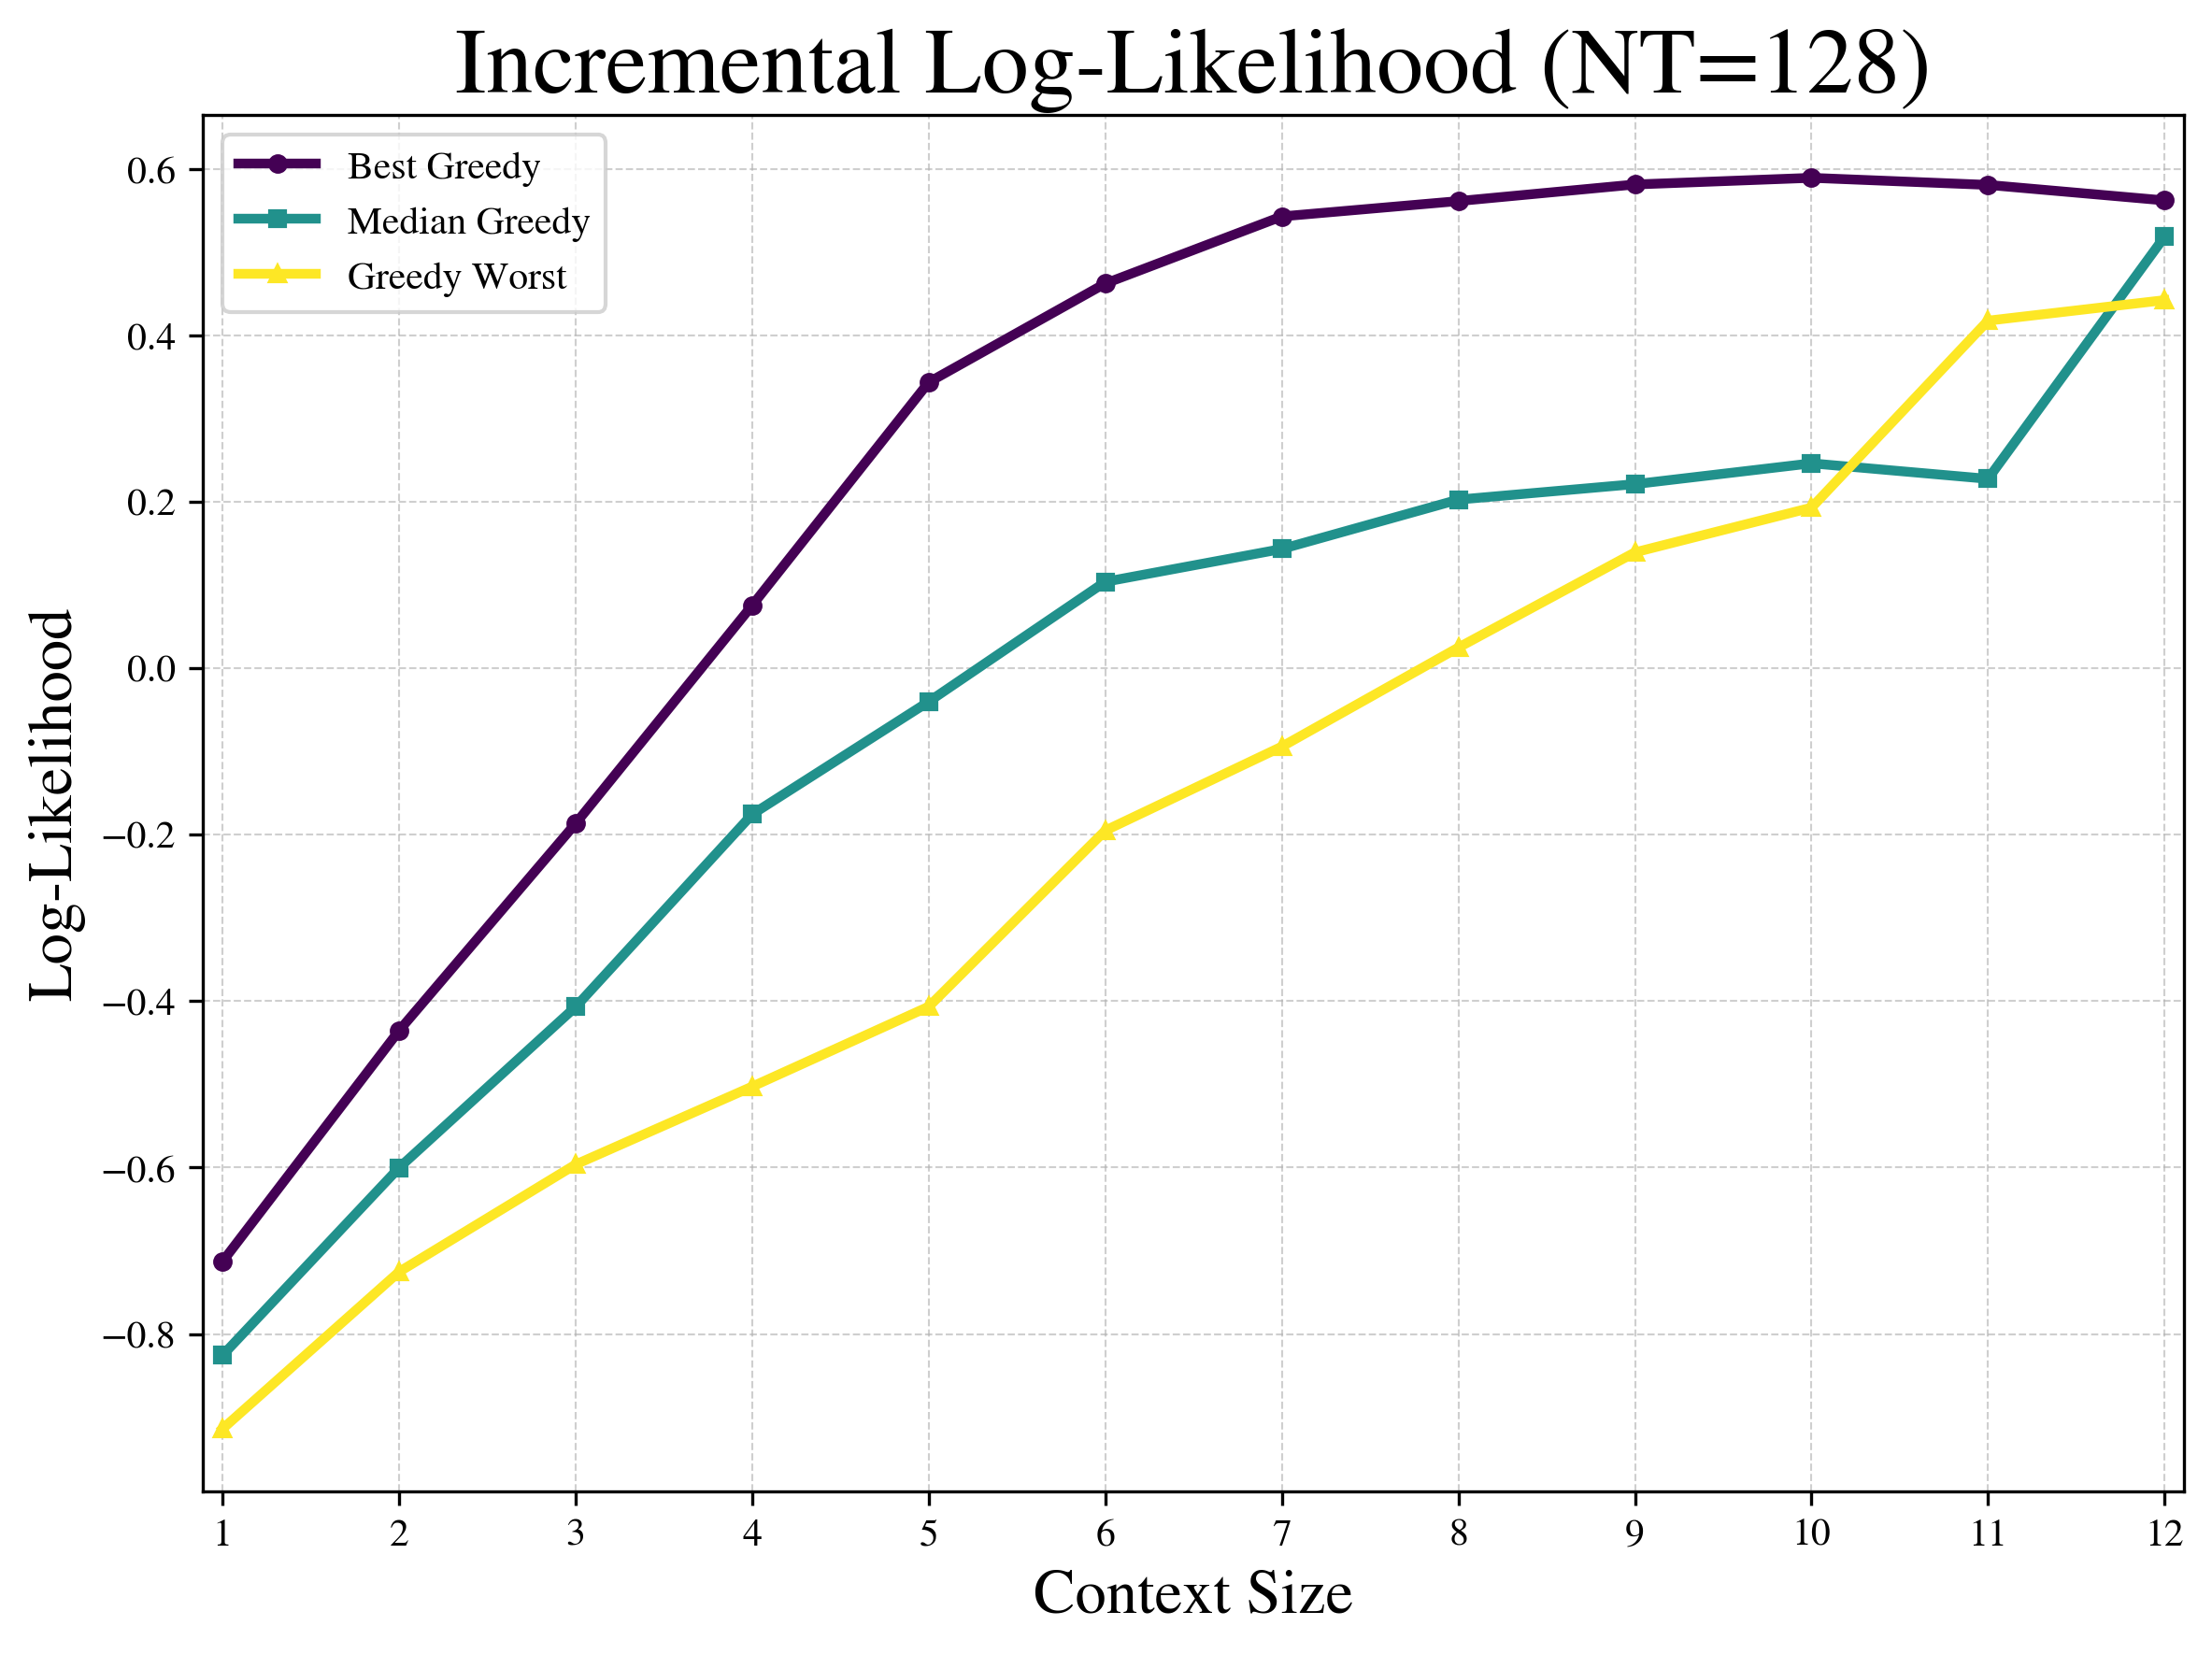 Incremental Log-Likelihood (NT=128)
Best Greedy
Median Greedy
Greedy Worst
Log-Likelihood
0.6
0.4
0.2
0.0
−0.2
−0.4
−0.6
−0.8
1 2 3 4 5 6 7 8 9 10 11 12
Context Size